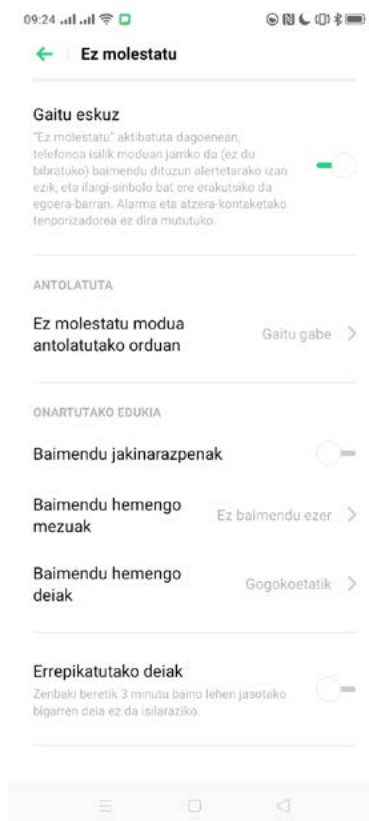 09:24
Ez molestatu
Gaitu eskuz
"Ez molestatu" aktibatuta dagoenean,
telefonoa isilik moduan jarriko da (ez du
bibratuko) baimendu dituzun alertetarako izan
ezik, eta ilargi-sinbolo bat ere erakutsiko da
egoera-barran. Alarma eta atzera-kontaketako
tenporizadorea ez dira mututuko.
ANTOLATUTA
Ez molestatu modua
antolatutako orduan
Gaitu gabe
ONARTUTAKO EDUKIA
Baimendu jakinarazpenak
Baimendu hemengo
mezuak
Ez baimendu ezer
Baimendu hemengo
deiak
Gogokoetatik
Errepikatutako deiak
Zenbaki beretik 3 minutu baino lehen jasotako
bigarren deia ez da isilaraziko.